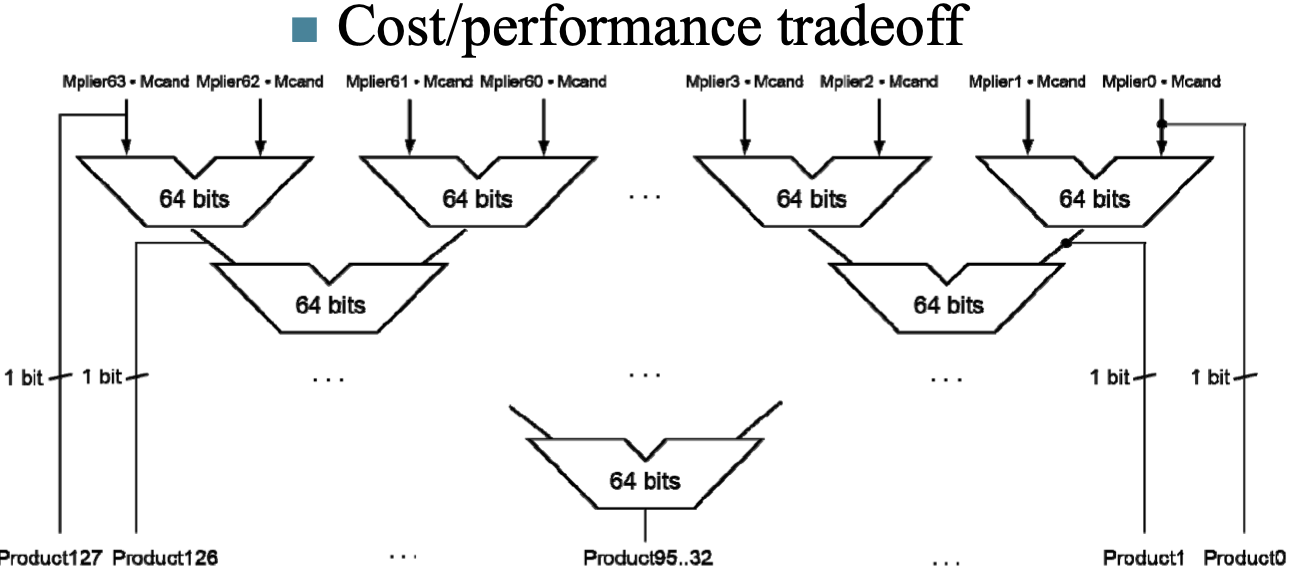 Cost/performance tradeoff
Mplier63 • Mcand Mplier62 • Mcand Mplier61 • Mcand Mplier60 • Mcand Mplier3 • Mcand Mplier2 • Mcand Mplier1 • Mcand Mplier0 • Mcand
64 bits 64 bits . . . 64 bits 64 bits
64 bits 64 bits
1 bit 1 bit . . . . . . . . . 1 bit 1 bit
64 bits
Product127 Product126 . . . Product95..32 . . . Product1 Product0